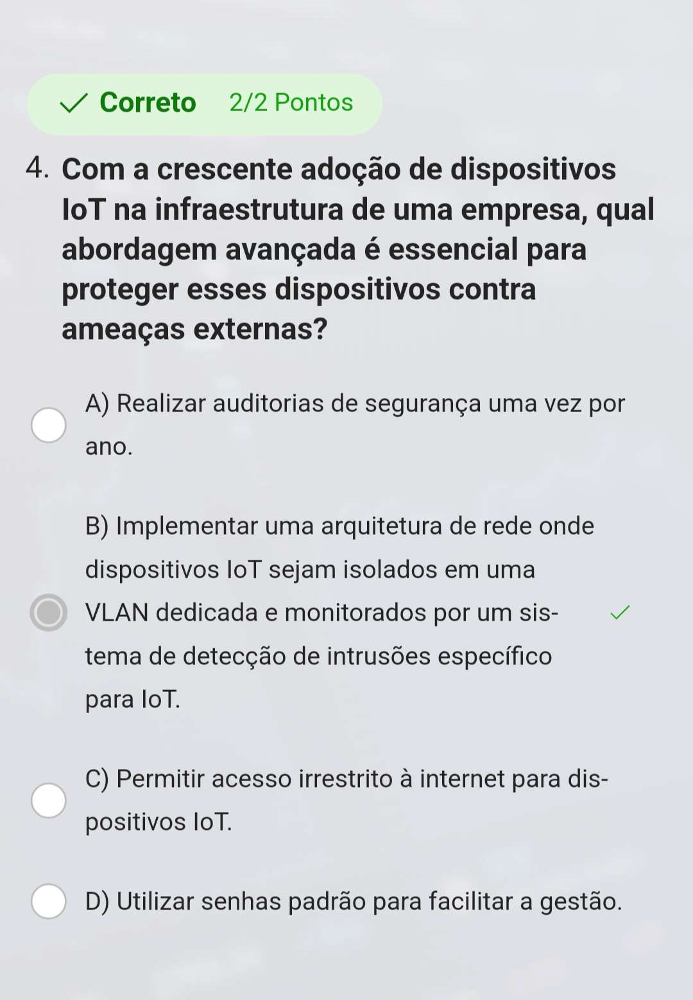 Correto 2/2 Pontos
4. Com a crescente adoção de dispositivos
IoT na infraestrutura de uma empresa, qual
abordagem avançada é essencial para
proteger esses dispositivos contra
ameaças externas?
A) Realizar auditorias de segurança uma vez por
ano.
B) Implementar uma arquitetura de rede onde
dispositivos IoT sejam isolados em uma
VLAN dedicada e monitorados por um sis-
tema de detecção de intrusões específico
para IoT.
C) Permitir acesso irrestrito à internet para dis-
positivos IoT.
D) Utilizar senhas padrão para facilitar a gestão.